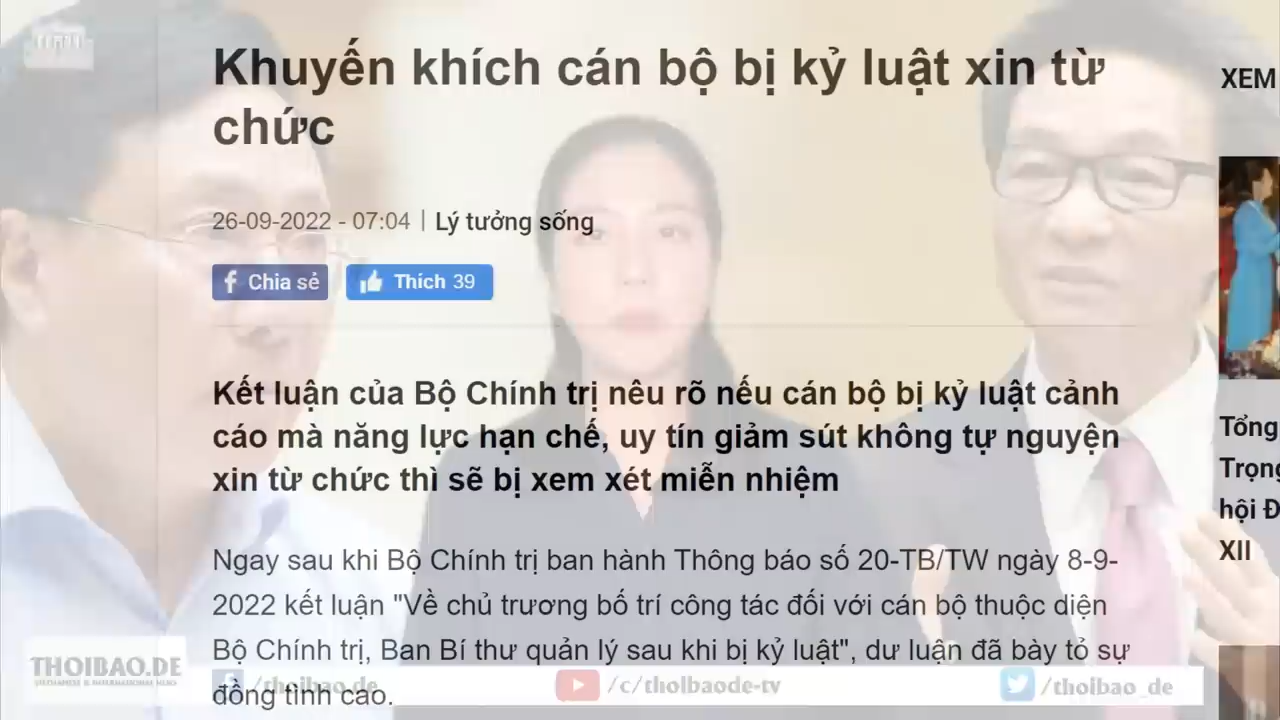 Khuyến khích cán bộ bị kỷ luật xin từ
chức
XEM
26-09-2022 - 07:04 | Lý tưởng sống
Chia sẻ
Thích 39
Kết luận của Bộ Chính trị nêu rõ nếu cán bộ bị kỷ luật cảnh
cáo mà năng lực hạn chế, uy tín giảm sút không tự nguyện
xin từ chức thì sẽ bị xem xét miễn nhiệm
Tổng
Trọng
hội Đ
XII
Ngay sau khi Bộ Chính trị ban hành Thông báo số 20-TB/TW ngày 8-9-
2022 kết luận "Về chủ trương bố trí công tác đối với cán bộ thuộc diện
Bộ Chính trị, Ban Bí thư quản lý sau khi bị kỷ luật", dư luận đã bày tỏ sự
đồng tình cao.
THOIBAO.DE
VIETNAMESE & INTERNATIONAL NEWS
/thoibao.de
/c/thoibaode-tv
/thoibao_de